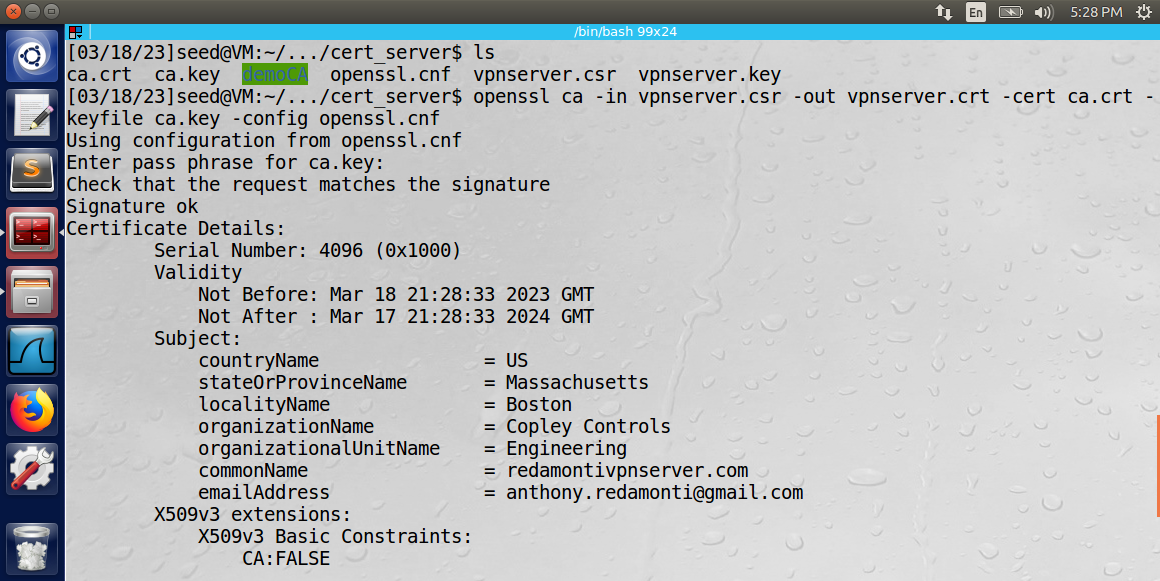 En 5:28 PM
/bin/bash 99x24
[03/18/23]seed@VM:~/.../cert_server$ ls
ca.crt  ca.key  demoCA  openssl.cnf  vpnserver.csr  vpnserver.key
[03/18/23]seed@VM:~/.../cert_server$ openssl ca -in vpnserver.csr -out vpnserver.crt -cert ca.crt -
keyfile ca.key -config openssl.cnf
Using configuration from openssl.cnf
Enter pass phrase for ca.key:
Check that the request matches the signature
Signature ok
Certificate Details:
        Serial Number: 4096 (0x1000)
        Validity
            Not Before: Mar 18 21:28:33 2023 GMT
            Not After : Mar 17 21:28:33 2024 GMT
        Subject:
            countryName               = US
            stateOrProvinceName       = Massachusetts
            localityName              = Boston
            organizationName          = Copley Controls
            organizationalUnitName    = Engineering
            commonName                = redamontivpnserver.com
            emailAddress              = anthony.redamonti@gmail.com
        X509v3 extensions:
            X509v3 Basic Constraints:
                CA:FALSE